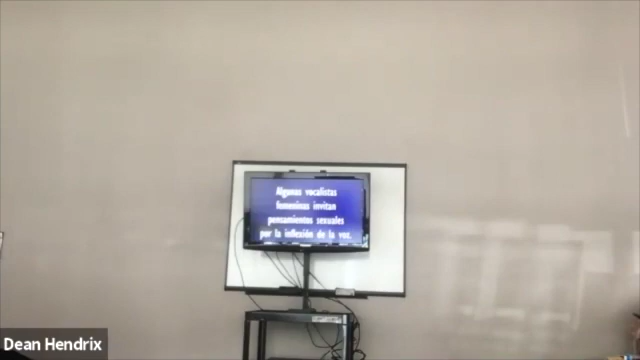 Algunas vocalistas
femeninas invitan
pensamientos sexuales
por la inflexión de la voz.
Dean Hendrix